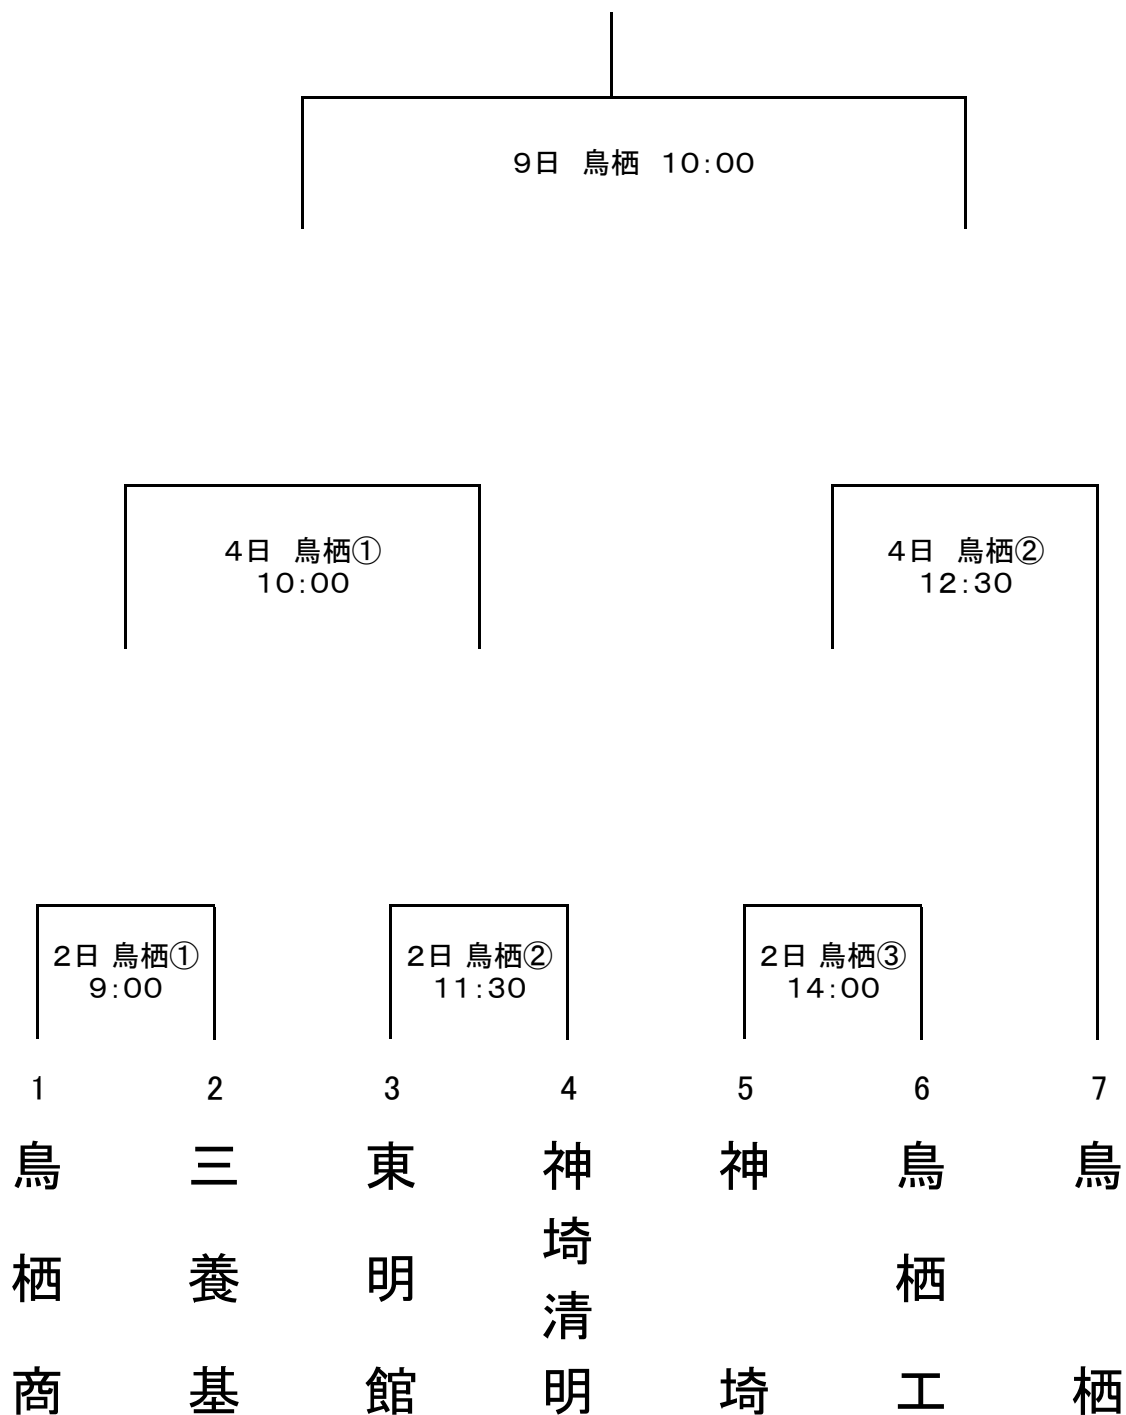 ９日　鳥栖　１０：００
４日　鳥栖①
１０：００
４日　鳥栖②
１２：３０
２日 鳥栖①
９：００
２日 鳥栖②
１１：３０
２日 鳥栖③
１４：００
1
2
3
4
5
6
7
鳥栖商
三養基
東明館
神埼清明
神埼
鳥栖工
鳥栖